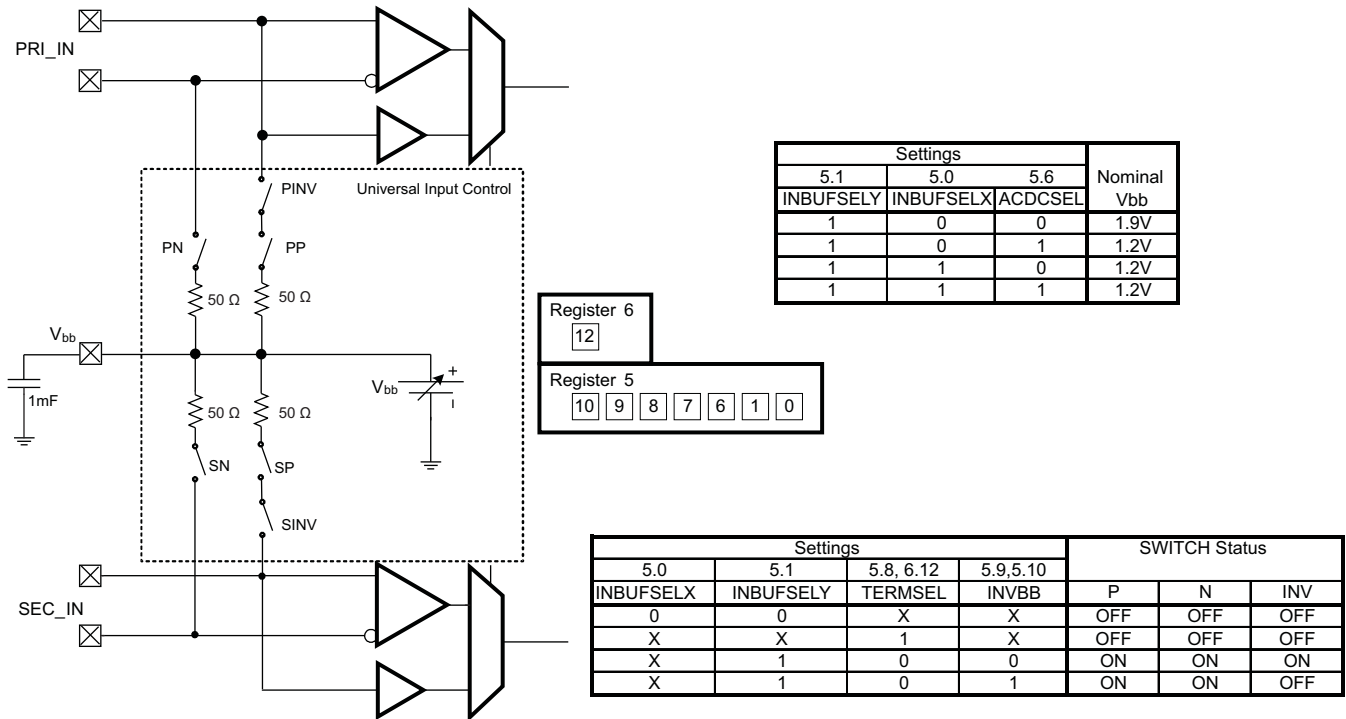 PRI_IN
PINV
Universal Input Control
PN
PP
50 Ω
50 Ω
Vbb
1mF
Vbb
+
50 Ω
50 Ω
SN
SP
SINV
SEC_IN
Register 6
12
Register 5
10 9 8 7 6 1 0
Settings
Nominal Vbb
5.1 5.0 5.6
INBUFSELY INBUFSELX ACDCSEL
1 0 0 1.9V
1 0 1 1.2V
1 1 0 1.2V
1 1 1 1.2V
Settings SWITCH Status
5.0 5.1 5.8, 6.12 5.9,5.10
INBUFSELX INBUFSELY TERMSEL INVBB P N INV
0 0 X X OFF OFF OFF
X X 1 X OFF OFF OFF
X 1 0 0 ON ON ON
X 1 0 1 ON ON OFF